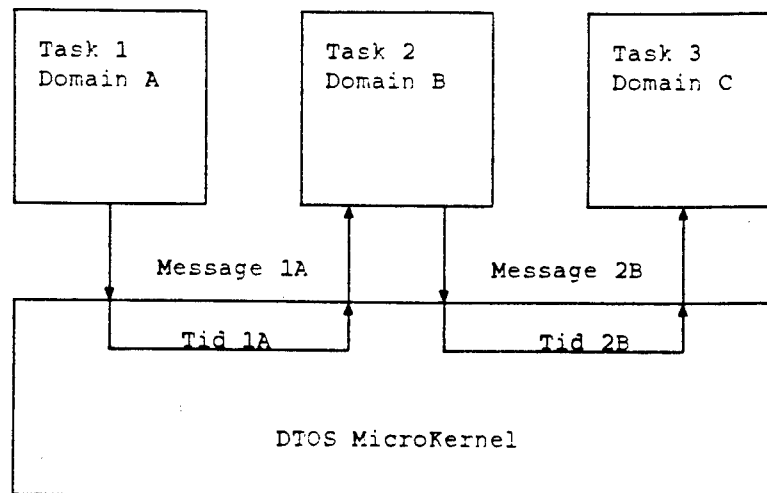 Task 1
Domain A
Task 2
Domain B
Task 3
Domain C
Message 1A
Message 2B
Tid 1A
Tid 2B
DTOS MicroKernel